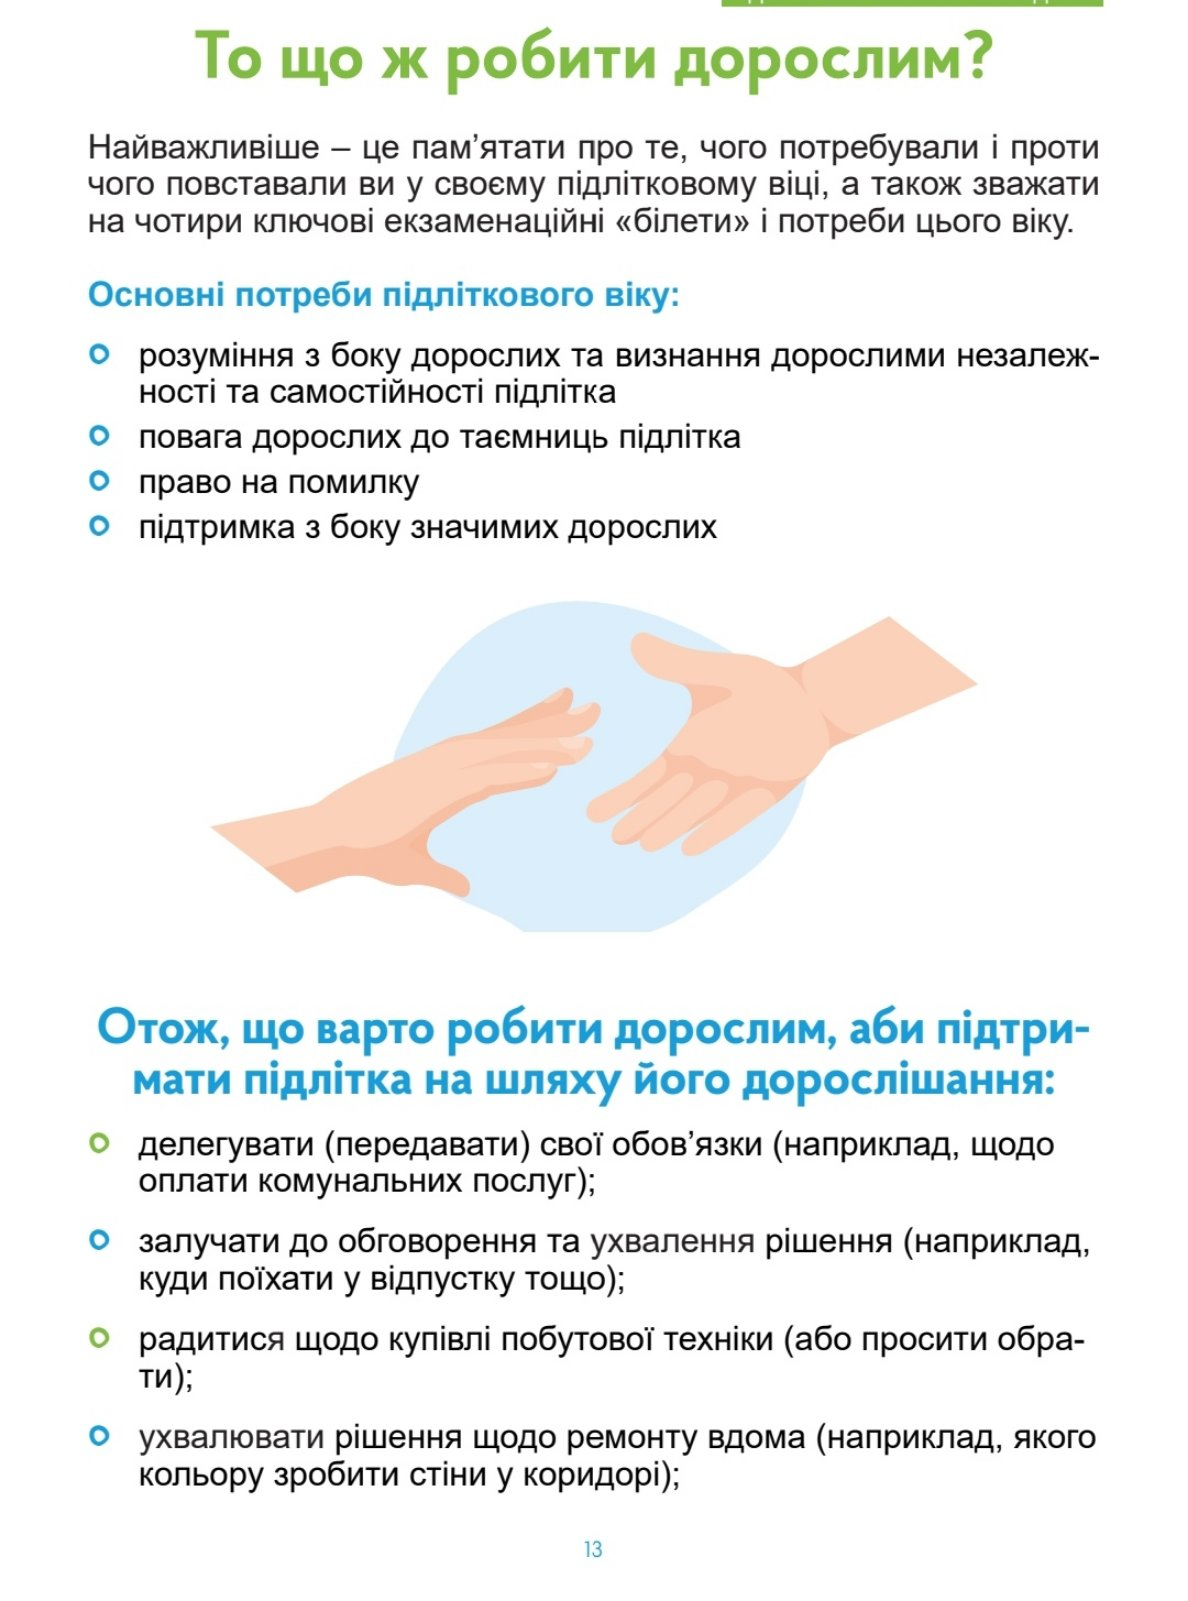 То що ж робити дорослим?
Найважливіше – це пам’ятати про те, чого потребували і проти
чого повставали ви у своєму підлітковому віці, а також зважати
на чотири ключові екзаменаційні «білети» і потреби цього віку.
Основні потреби підліткового віку:
розуміння з боку дорослих та визнання дорослими незалеж-
ності та самостійності підлітка
повага дорослих до таємниць підлітка
право на помилку
підтримка з боку значимих дорослих
Отож, що варто робити дорослим, аби підтри-
мати підлітка на шляху його дорослішання:
делегувати (передавати) свої обов’язки (наприклад, щодо
оплати комунальних послуг);
залучати до обговорення та ухвалення рішення (наприклад,
куди поїхати у відпустку тощо);
радитися щодо купівлі побутової техніки (або просити обра-
ти);
ухвалювати рішення щодо ремонту вдома (наприклад, якого
кольору зробити стіни у коридорі);
13